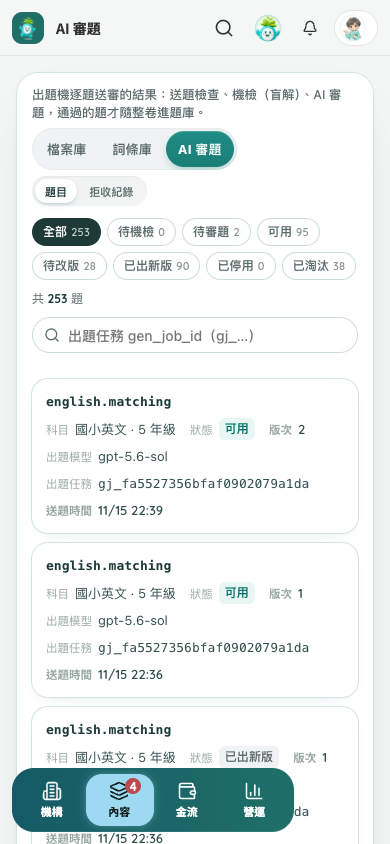 AI 審題
出題機逐題送審的結果：送題檢查、機檢（盲解）、AI 審
題，通過的題才隨整卷進題庫。
檔案庫 詞條庫 AI 審題
題目 拒收紀錄
全部 253 待機檢 0 待審題 2 可用 95
待改版 28 已出新版 90 已停用 0 已淘汰 38
共 253 題
出題任務 gen_job_id（gj_…）
english.matching
科目 國小英文 · 5 年級 狀態 可用 版次 2
出題模型 gpt-5.6-sol
出題任務 gj_fa5527356bfaf0902079a1da
送題時間 11/15 22:39
english.matching
科目 國小英文 · 5 年級 狀態 可用 版次 1
出題模型 gpt-5.6-sol
出題任務 gj_fa5527356bfaf0902079a1da
送題時間 11/15 22:36
english.matching
科目 國小英文 · 5 年級 狀態 已出新版 版次 1
4
機構 內容 金流 營運
da
送題時間 11/15 22:36